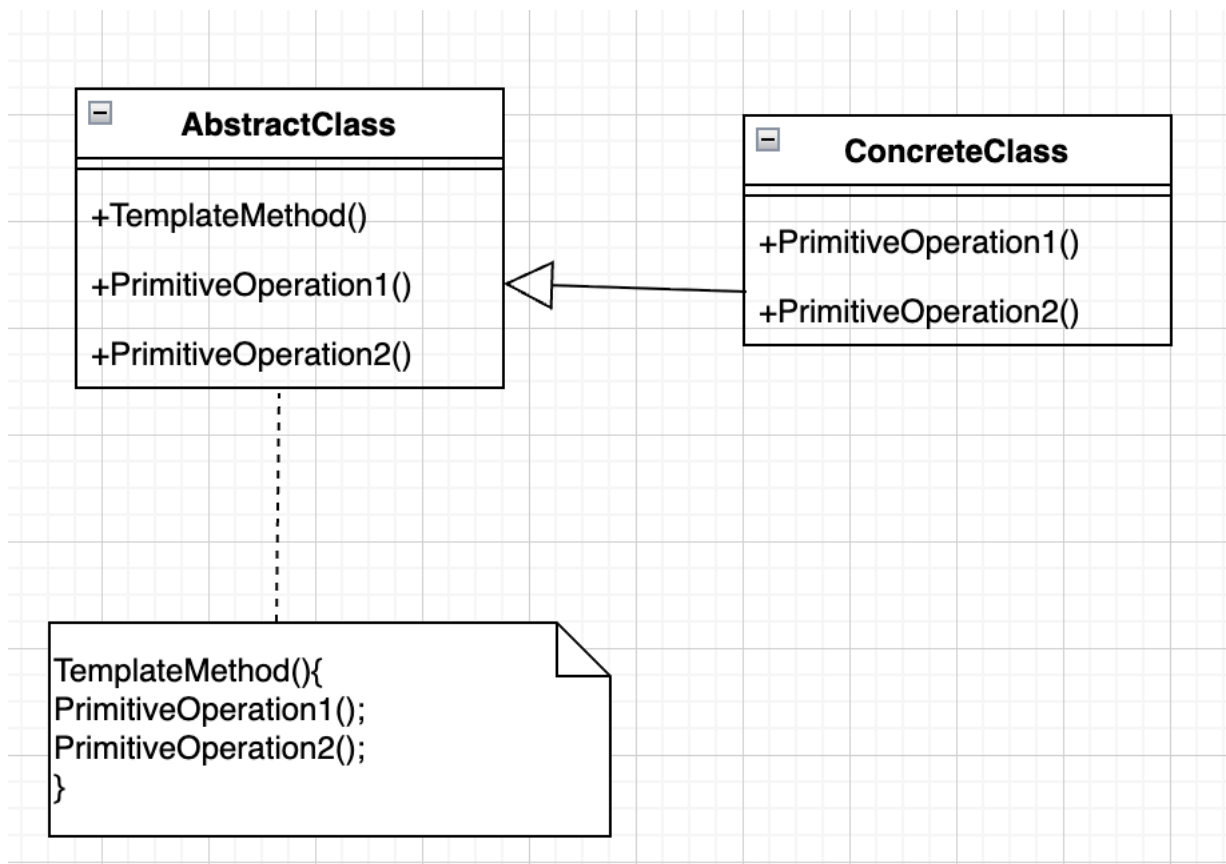 AbstractClass
+TemplateMethod()
+PrimitiveOperation1()
+PrimitiveOperation2()
ConcreteClass
+PrimitiveOperation1()
+PrimitiveOperation2()
TemplateMethod(){
PrimitiveOperation1();
PrimitiveOperation2();
}